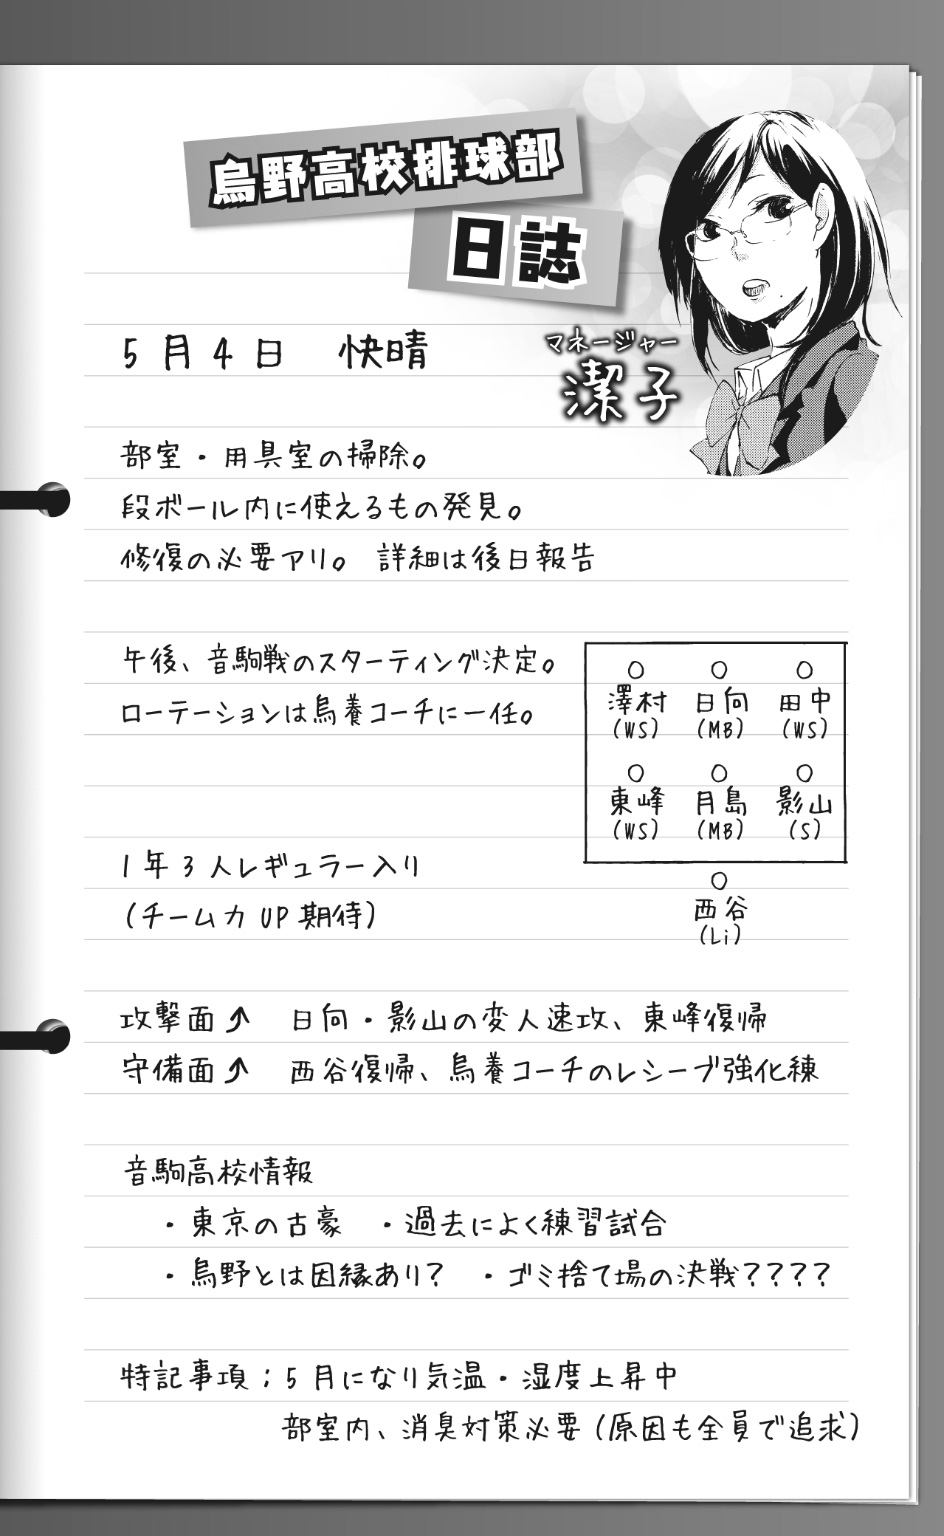 烏野高校排球部
日誌
マネージャー
潔子
5月4日 快晴
部室・用具室の掃除。
段ボール内に使えるもの発見。
修復の必要アリ。 詳細は後日報告
午後、音駒戦のスターティング決定。
ローテーションは烏養コーチに一任。
○ ○ ○
澤村 日向 田中
(WS) (MB) (WS)
○ ○ ○
東峰 月島 影山
(WS) (MB) (S)
○
西谷
(Li)
1年3人レギュラー入り
(チーム力UP期待)
攻撃面⤴ 日向・影山の変人速攻、東峰復帰
守備面⤴ 西谷復帰、烏養コーチのレシーブ強化練
音駒高校情報
・東京の古豪 ・過去によく練習試合
・烏野とは因縁あり? ・ゴミ捨て場の決戦????
特記事項;5月になり気温・湿度上昇中
部室内、消臭対策必要(原因も全員で追求)